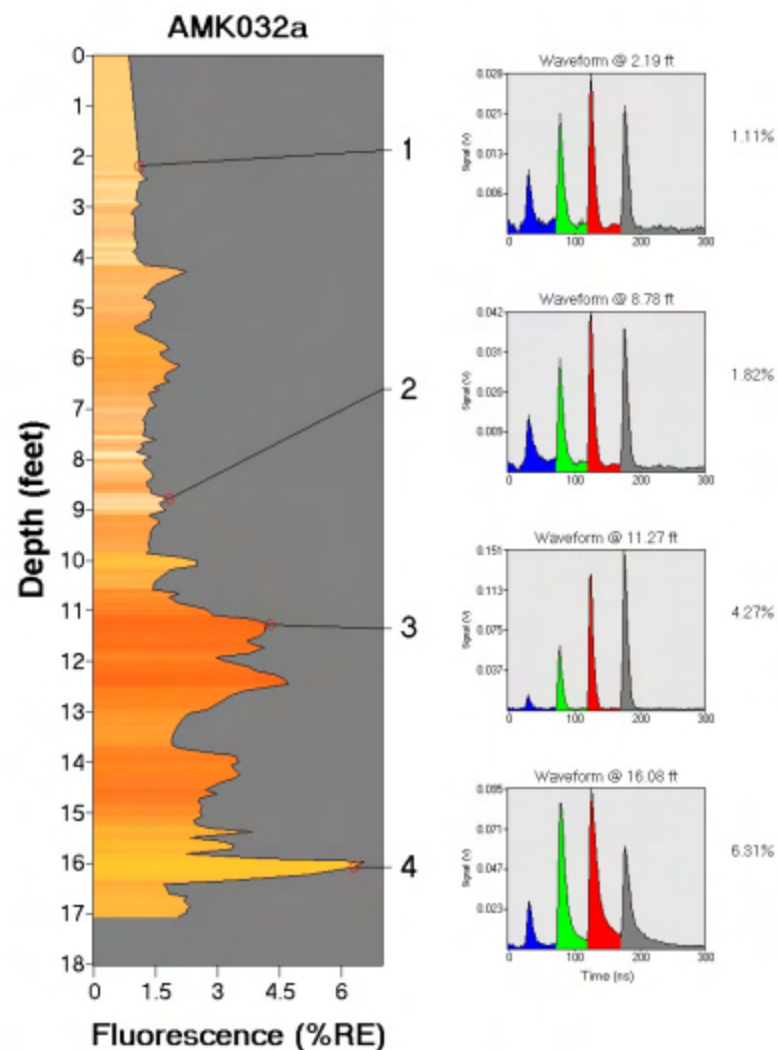 AMK032a
0
1
2
3
4
5
6
7
8
9
10
11
12
13
14
15
16
17
18
0 1.5 3 4.5 6
Depth (feet)
Fluorescence (%RE)
1
2
3
4
Waveform @ 2.19 ft
0.028
0.021
0.013
0.006
Signal (V)
0 100 200 300
1.11%
Waveform @ 8.78 ft
0.042
0.031
0.020
0.009
Signal (V)
0 100 200 300
1.82%
Waveform @ 11.27 ft
0.151
0.113
0.075
0.037
Signal (V)
0 100 200 300
4.27%
Waveform @ 16.08 ft
0.095
0.071
0.047
0.023
Signal (V)
0 100 200 300
Time (ns)
6.31%